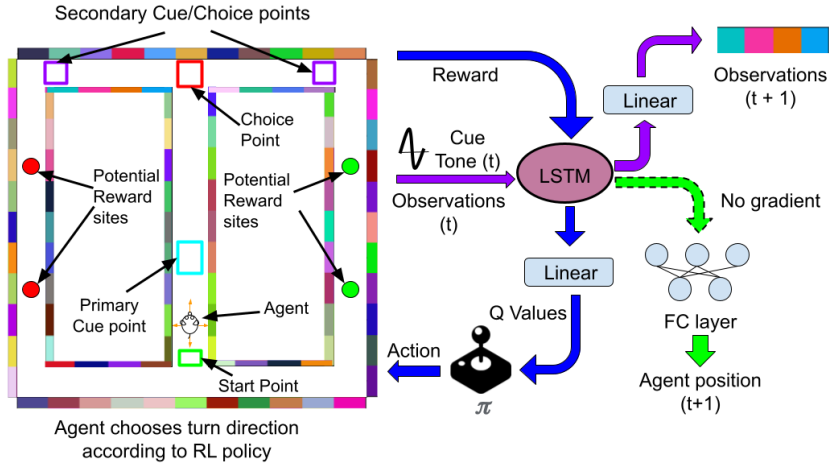 Secondary Cue/Choice points
Choice
Point
Potential
Reward
sites
Potential
Reward
sites
Primary
Cue point
Agent
Start Point
Agent chooses turn direction
according to RL policy
Reward
Cue
Tone (t)
Observations
(t)
LSTM
Linear
Observations
(t + 1)
No gradient
Linear
Q Values
Action
π
FC layer
Agent position
(t+1)